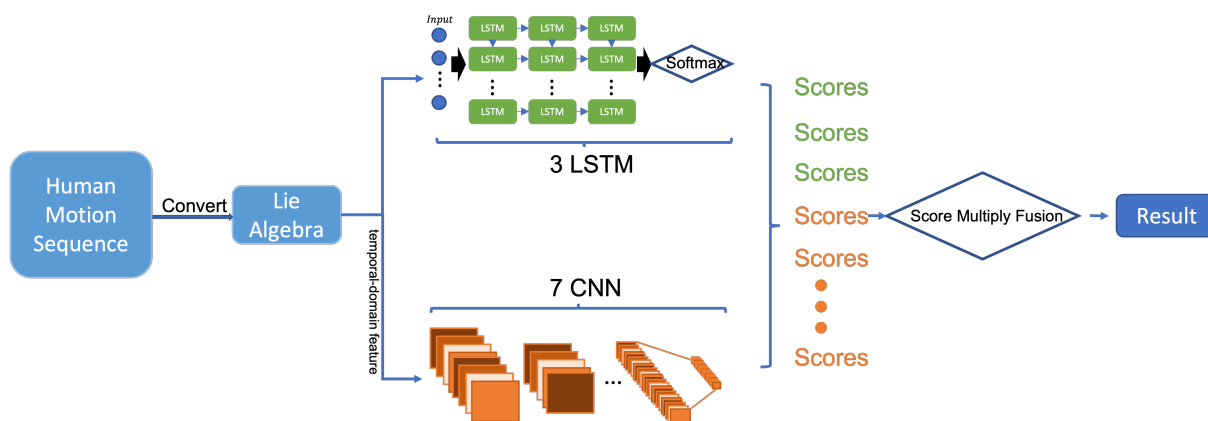 Human
Motion
Sequence
Convert
Lie
Algebra
temporal-domain feature
Input
LSTM LSTM LSTM
LSTM LSTM LSTM
LSTM LSTM LSTM
Softmax
3 LSTM
7 CNN
Scores
Scores
Scores
Scores
Scores
Scores
Score Multiply Fusion
Result